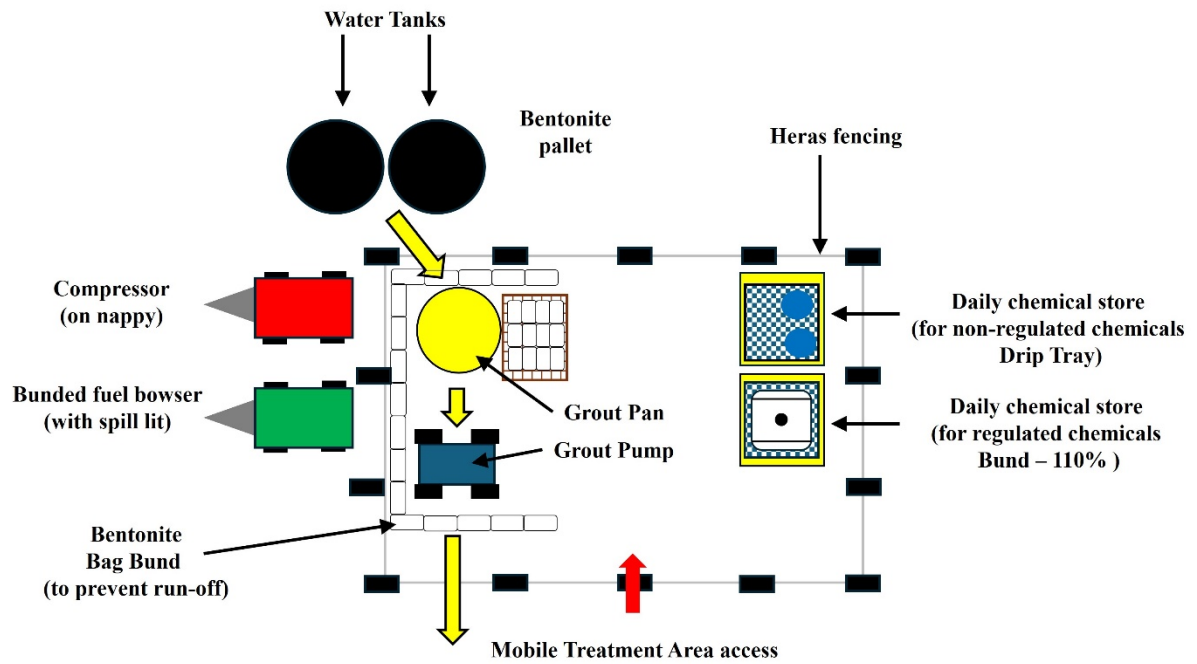 Water Tanks
Bentonite
pallet
Heras fencing
Compressor
(on nappy)
Daily chemical store
(for non-regulated chemicals
Drip Tray)
Bunded fuel bowser
(with spill lit)
Grout Pan
Daily chemical store
(for regulated chemicals
Bund – 110% )
Grout Pump
Bentonite
Bag Bund
(to prevent run-off)
Mobile Treatment Area access